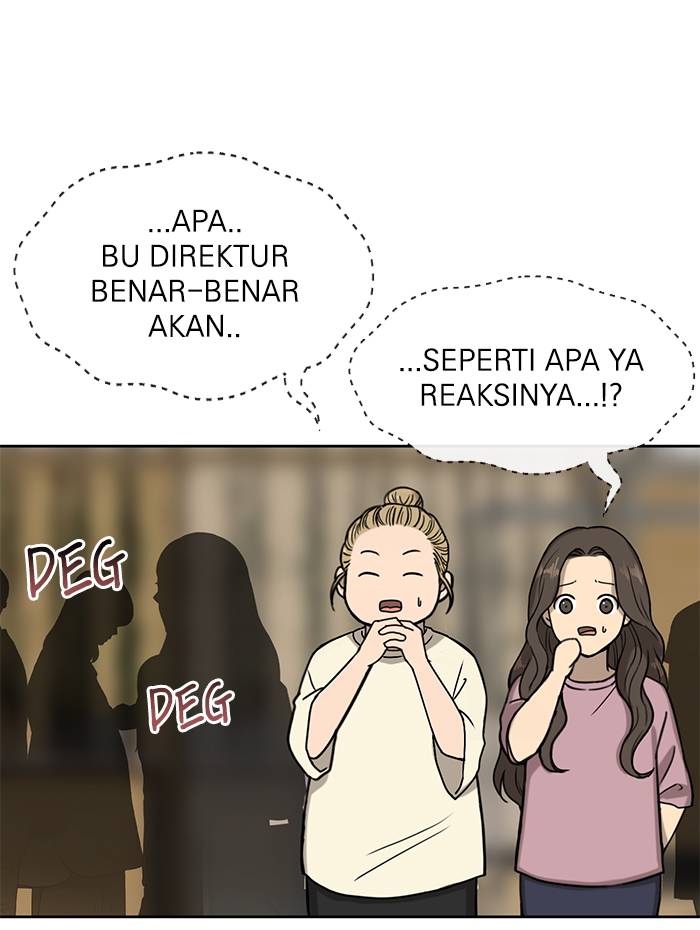 ...APA..
BU DIREKTUR
BENAR-BENAR
AKAN..
...SEPERTI APA YA
REAKSINYA...!?
DEG
DEG